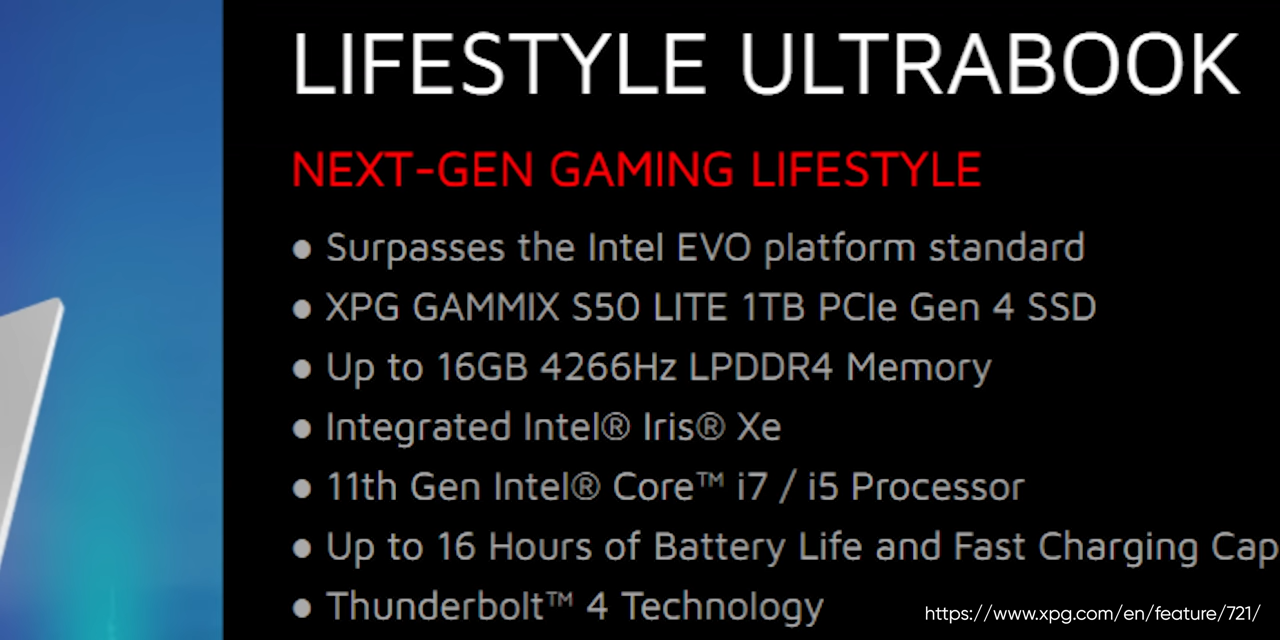 LIFESTYLE ULTRABOOK
NEXT-GEN GAMING LIFESTYLE
● Surpasses the Intel EVO platform standard
● XPG GAMMIX S50 LITE 1TB PCIe Gen 4 SSD
● Up to 16GB 4266Hz LPDDR4 Memory
● Integrated Intel® Iris® Xe
● 11th Gen Intel® Core™ i7 / i5 Processor
● Up to 16 Hours of Battery Life and Fast Charging Cap
● Thunderbolt™ 4 Technology
https://www.xpg.com/en/feature/721/